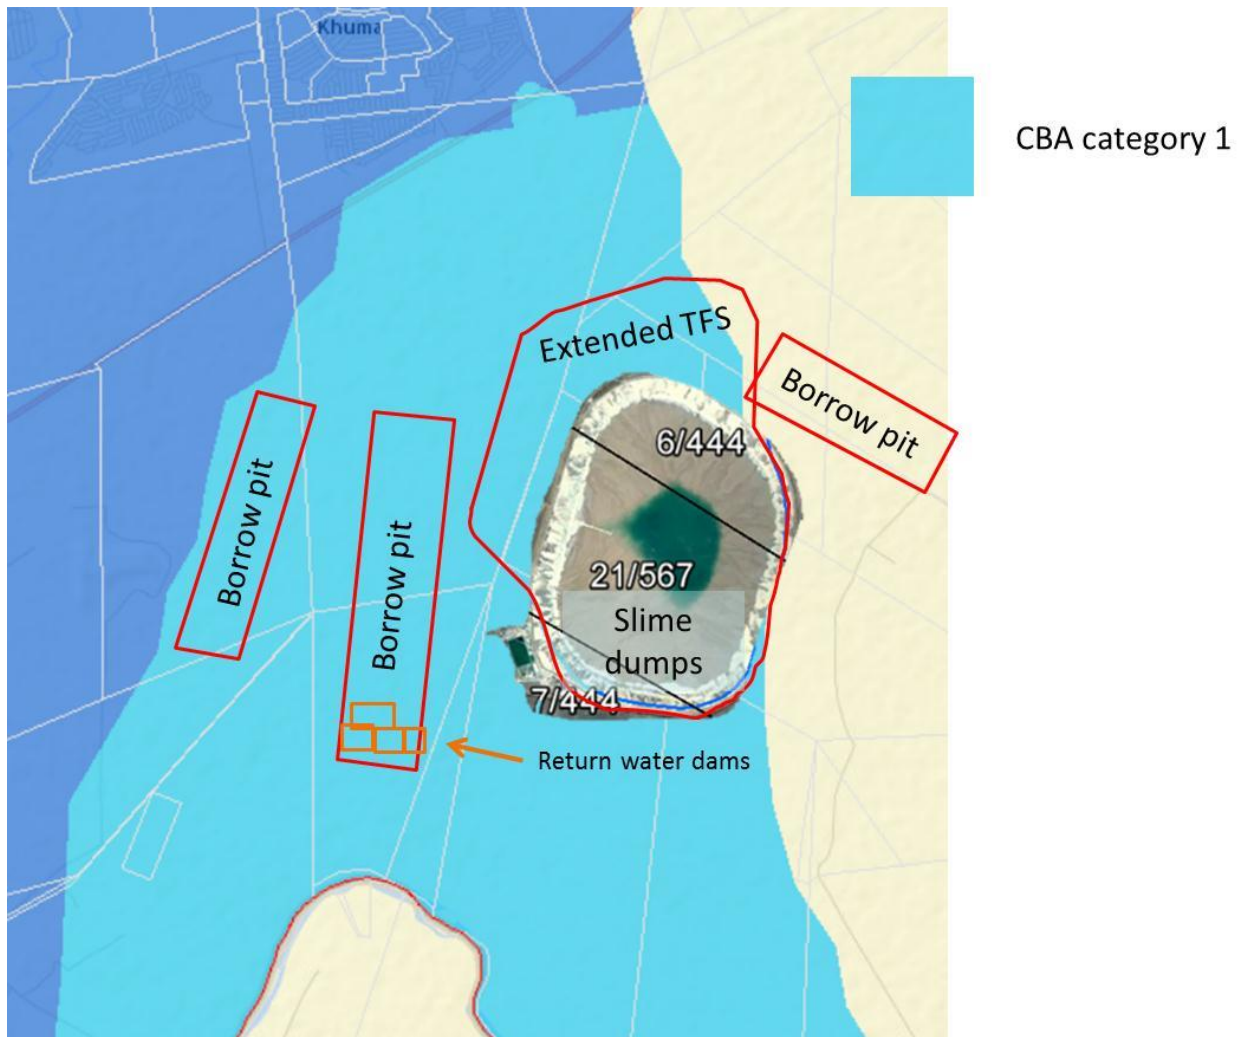 Khuma
CBA category 1
Extended TFS
Borrow pit
6/444
Borrow pit
Borrow pit
21/567
Slime
dumps
7/444
Return water dams